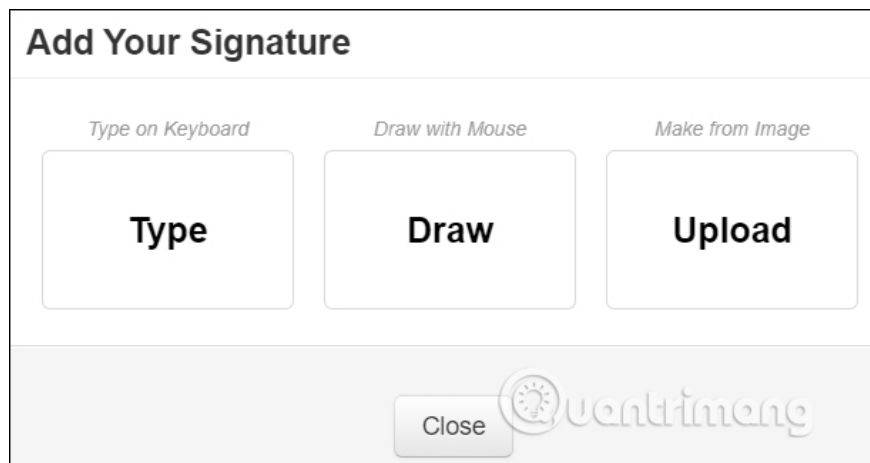 Add Your Signature
Type on Keyboard Draw with Mouse Make from Image
Type Draw Upload
Close
Quantrimang